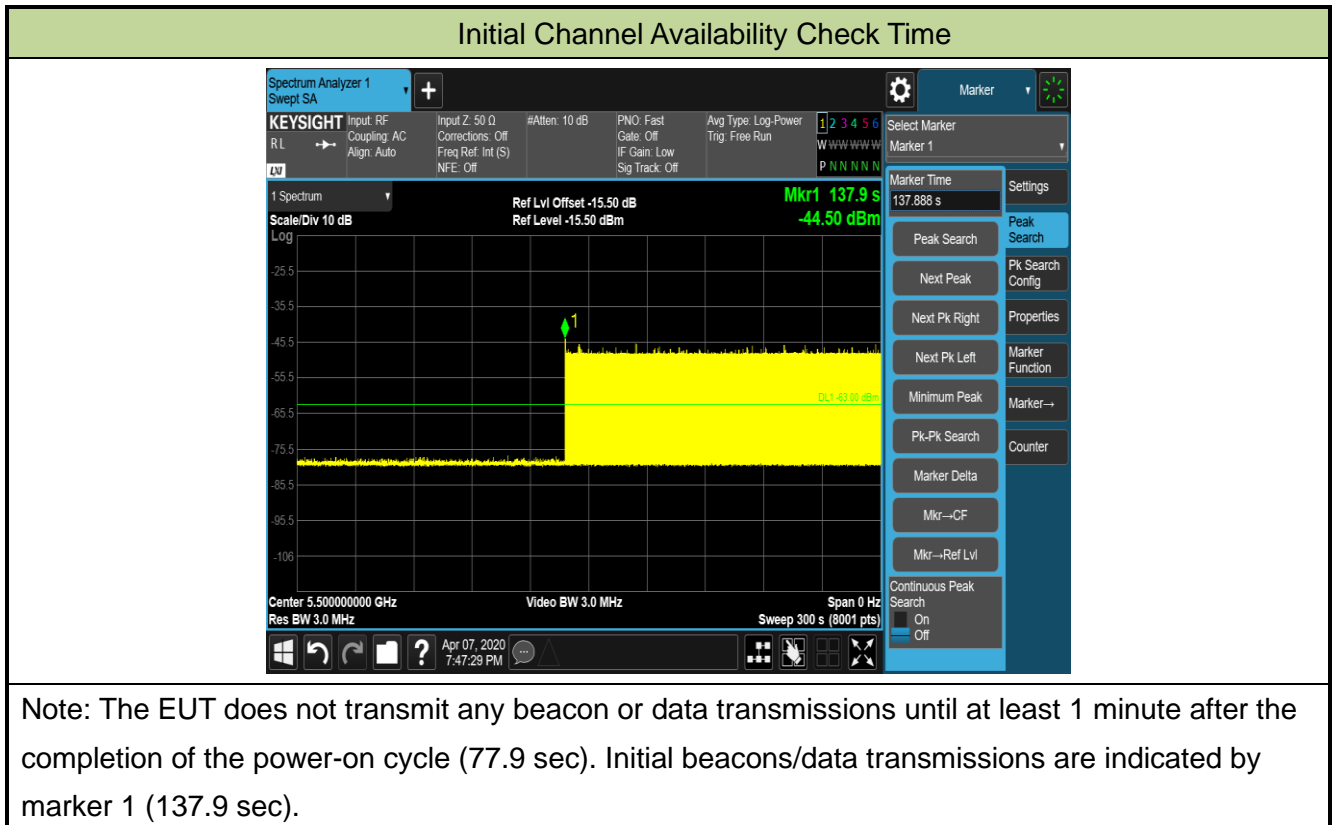 Initial Channel Availability Check Time
Spectrum Analyzer 1
Swept SA
+
Marker
KEYSIGHT
R L
LXI
Input: RF
Coupling: AC
Align: Auto
Input Z: 50 Ω
Corrections: Off
Freq Ref: Int (S)
NFE: Off
#Atten: 10 dB
PNO: Fast
Gate: Off
IF Gain: Low
Sig Track: Off
Avg Type: Log-Power
Trig: Free Run
1 2 3 4 5 6
W W W W W W
P N N N N N
Select Marker
Marker 1
1 Spectrum
Scale/Div 10 dB
Log
Ref Lvl Offset -15.50 dB
Ref Level -15.50 dBm
Mkr1 137.9 s
-44.50 dBm
-25.5
-35.5
-45.5
-55.5
-65.5
-75.5
-85.5
-95.5
-106
1
DL1 -63.00 dBm
Center 5.500000000 GHz
Res BW 3.0 MHz
Video BW 3.0 MHz
Span 0 Hz
Sweep 300 s (8001 pts)
Marker Time
137.888 s
Peak Search
Next Peak
Next Pk Right
Next Pk Left
Minimum Peak
Pk-Pk Search
Marker Delta
Mkr→CF
Mkr→Ref Lvl
Continuous Peak
Search
On
Off
Settings
Peak
Search
Pk Search
Config
Properties
Marker
Function
Marker→
Counter
?
Apr 07, 2020
7:47:29 PM
Note: The EUT does not transmit any beacon or data transmissions until at least 1 minute after the
completion of the power-on cycle (77.9 sec). Initial beacons/data transmissions are indicated by
marker 1 (137.9 sec).